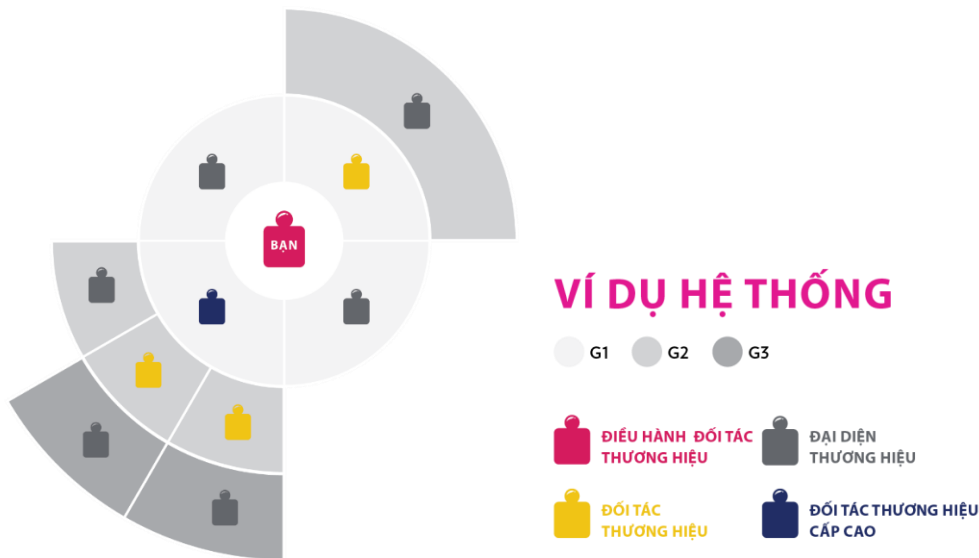 BẠN
VÍ DỤ HỆ THỐNG
G1 G2 G3
ĐIỀU HÀNH ĐỐI TÁC
THƯƠNG HIỆU
ĐẠI DIỆN
THƯƠNG HIỆU
ĐỐI TÁC
THƯƠNG HIỆU
ĐỐI TÁC THƯƠNG HIỆU
CẤP CAO